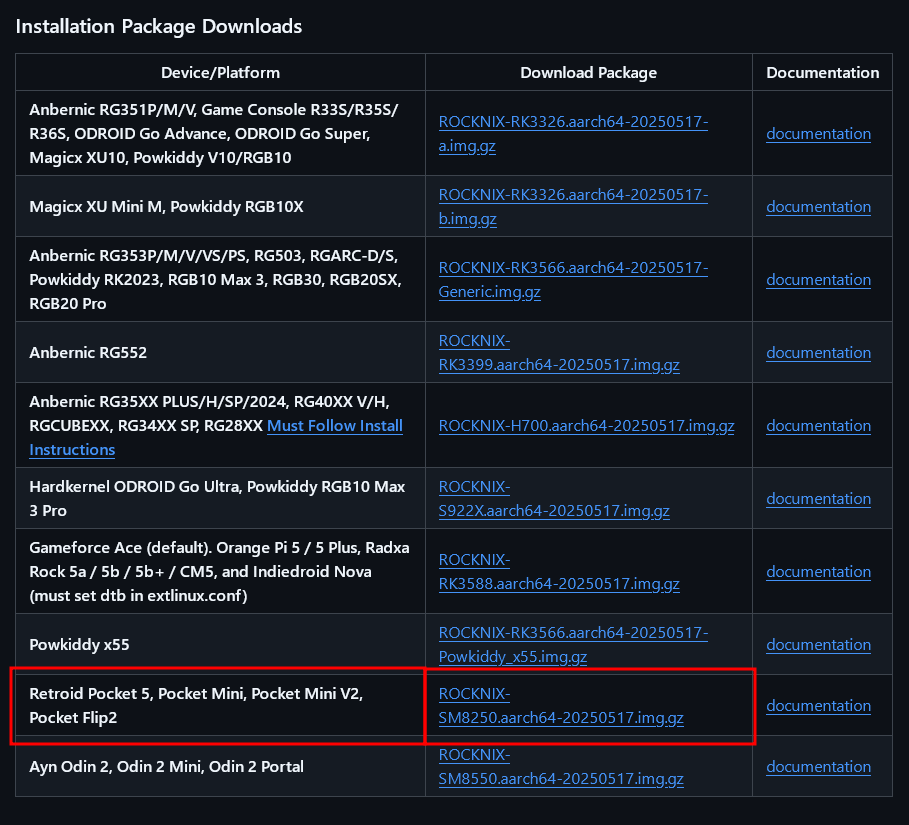 Installation Package Downloads
Device/Platform
Download Package
Documentation
Anbernic RG351P/M/V, Game Console R33S/R35S/
R36S, ODROID Go Advance, ODROID Go Super,
Magicx XU10, Powkiddy V10/RGB10
ROCKNIX-RK3326.aarch64-20250517-
a.img.gz
documentation
Magicx XU Mini M, Powkiddy RGB10X
ROCKNIX-RK3326.aarch64-20250517-
b.img.gz
documentation
Anbernic RG353P/M/V/VS/PS, RG503, RGARC-D/S,
Powkiddy RK2023, RGB10 Max 3, RGB30, RGB20SX,
RGB20 Pro
ROCKNIX-RK3566.aarch64-20250517-
Generic.img.gz
documentation
Anbernic RG552
ROCKNIX-
RK3399.aarch64-20250517.img.gz
documentation
Anbernic RG35XX PLUS/H/SP/2024, RG40XX V/H,
RGCUBEXX, RG34XX SP, RG28XX Must Follow Install
Instructions
ROCKNIX-H700.aarch64-20250517.img.gz
documentation
Hardkernel ODROID Go Ultra, Powkiddy RGB10 Max
3 Pro
ROCKNIX-
S922X.aarch64-20250517.img.gz
documentation
Gameforce Ace (default). Orange Pi 5 / 5 Plus, Radxa
Rock 5a / 5b / 5b+ / CM5, and Indiedroid Nova
(must set dtb in extlinux.conf)
ROCKNIX-
RK3588.aarch64-20250517.img.gz
documentation
Powkiddy x55
ROCKNIX-RK3566.aarch64-20250517-
Powkiddy_x55.img.gz
documentation
Retroid Pocket 5, Pocket Mini, Pocket Mini V2,
Pocket Flip2
ROCKNIX-
SM8250.aarch64-20250517.img.gz
documentation
Ayn Odin 2, Odin 2 Mini, Odin 2 Portal
ROCKNIX-
SM8550.aarch64-20250517.img.gz
documentation